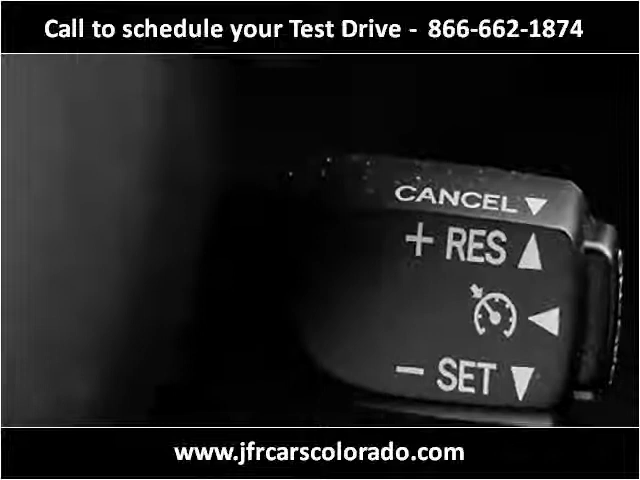 Call to schedule your Test Drive - 866-662-1874
CANCEL
+ RES
- SET
www.jfrcarscolorado.com